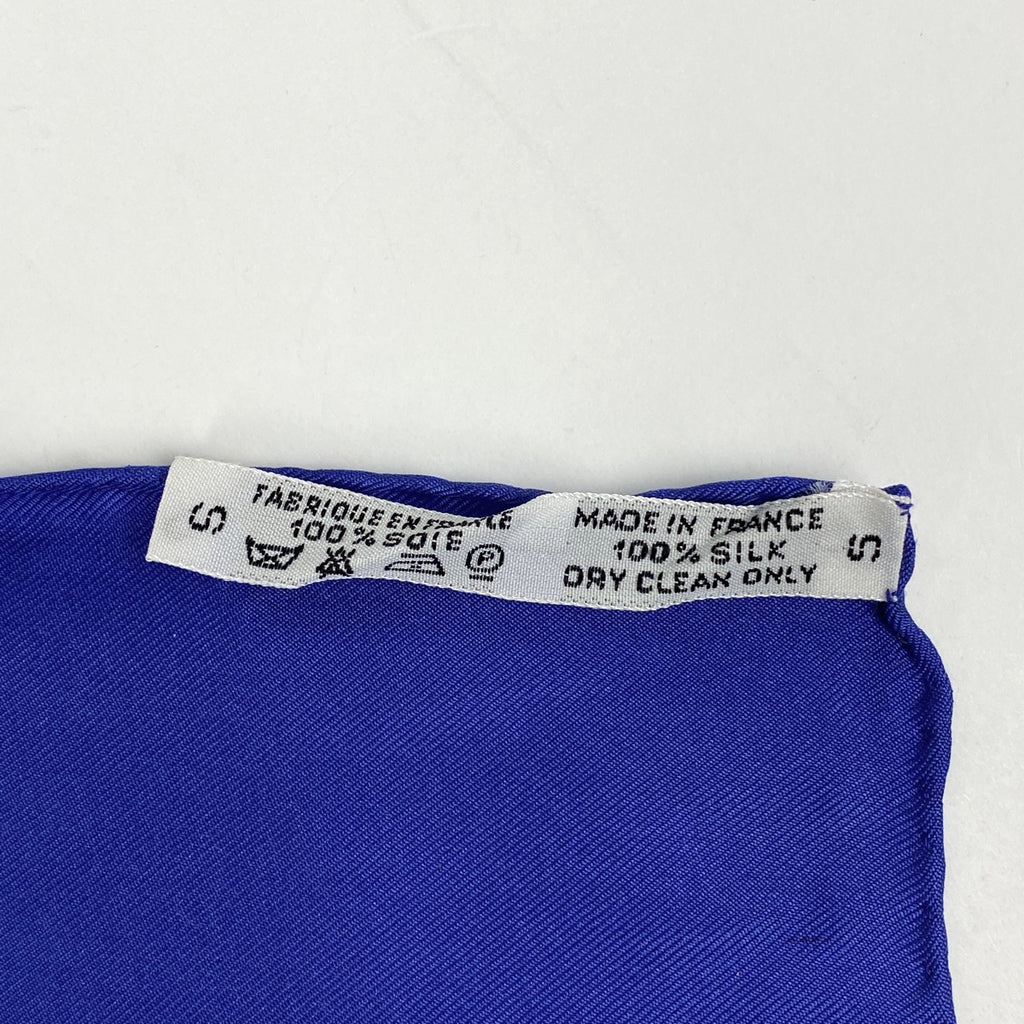 S
FABRIQUE EN FRANCE
100% SOIE
P
MADE IN FRANCE
100% SILK
DRY CLEAN ONLY
S